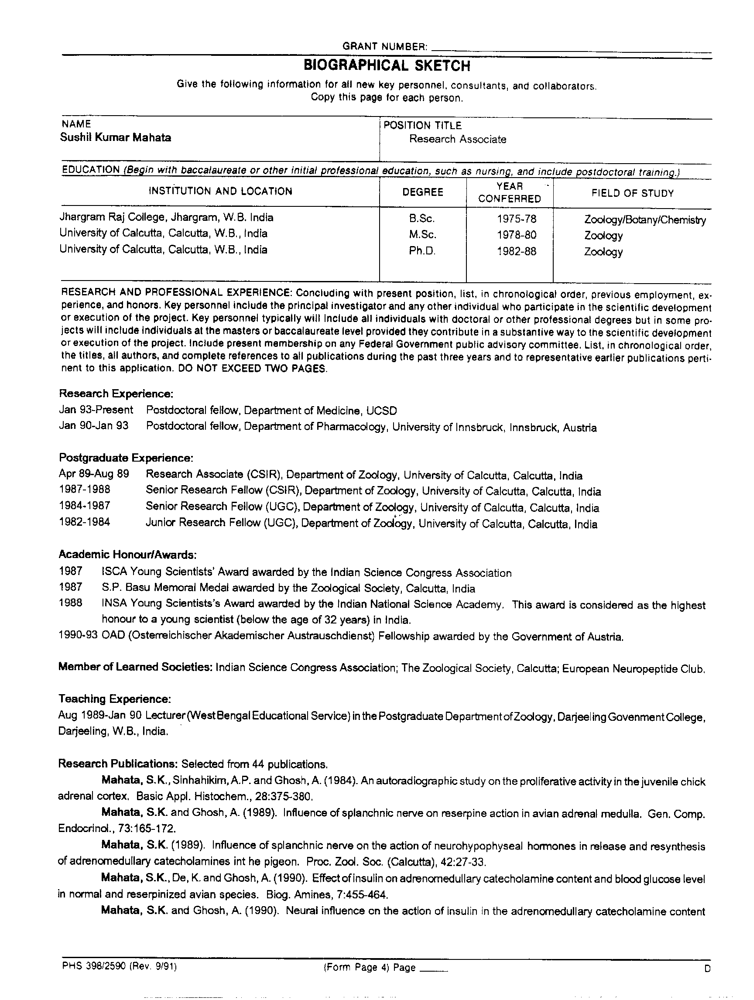 GRANT NUMBER:
BIOGRAPHICAL SKETCH
Give the following information for all new key personnel, consultants, and collaborators.
Copy this page for each person.
NAME
Sushil Kumar Mahata
POSITION TITLE
Research Associate
EDUCATION (Begin with baccalaureate or other initial professional education, such as nursing, and include postdoctoral training.)
INSTITUTION AND LOCATION DEGREE YEAR CONFERRED FIELD OF STUDY
Jhargram Raj College, Jhargram, W.B. India B.Sc. 1975-78 Zoology/Botany/Chemistry
University of Calcutta, Calcutta, W.B., India M.Sc. 1978-80 Zoology
University of Calcutta, Calcutta, W.B., India Ph.D. 1982-88 Zoology
RESEARCH AND PROFESSIONAL EXPERIENCE: Concluding with present position, list, in chronological order, previous employment, ex-
perience, and honors. Key personnel include the principal investigator and any other individual who participate in the scientific development
or execution of the project. Key personnel typically will include all individuals with doctoral or other professional degrees but in some pro-
jects will include individuals at the masters or baccalaureate level provided they contribute in a substantive way to the scientific development
or execution of the project. Include present membership on any Federal Government public advisory committee. List, in chronological order,
the titles, all authors, and complete references to all publications during the past three years and to representative earlier publications perti-
nent to this application. DO NOT EXCEED TWO PAGES.
Research Experience:
Jan 93-Present Postdoctoral fellow, Department of Medicine, UCSD
Jan 90-Jan 93 Postdoctoral fellow, Department of Pharmacology, University of Innsbruck, Innsbruck, Austria
Postgraduate Experience:
Apr 89-Aug 89 Research Associate (CSIR), Department of Zoology, University of Calcutta, Calcutta, India
1987-1988 Senior Research Fellow (CSIR), Department of Zoology, University of Calcutta, Calcutta, India
1984-1987 Senior Research Fellow (UGC), Department of Zoology, University of Calcutta, Calcutta, India
1982-1984 Junior Research Fellow (UGC), Department of Zoology, University of Calcutta, Calcutta, India
Academic Honour/Awards:
1987 ISCA Young Scientists' Award awarded by the Indian Science Congress Association
1987 S.P. Basu Memoral Medal awarded by the Zoological Society, Calcutta, India
1988 INSA Young Scientists's Award awarded by the Indian National Science Academy. This award is considered as the highest
honour to a young scientist (below the age of 32 years) in India.
1990-93 OAD (Osterreichischer Akademischer Austrauschdienst) Fellowship awarded by the Government of Austria.
Member of Learned Societies: Indian Science Congress Association; The Zoological Society, Calcutta; European Neuropeptide Club.
Teaching Experience:
Aug 1989-Jan 90 Lecturer (West Bengal Educational Service) in the Postgraduate Department of Zoology, Darjeeling Govenment College,
Darjeeling, W.B., India.
Research Publications: Selected from 44 publications.
Mahata, S.K., Sinhahikim, A.P. and Ghosh, A. (1984). An autoradiographic study on the proliferative activity in the juvenile chick
adrenal cortex. Basic Appl. Histochem., 28:375-380.
Mahata, S.K. and Ghosh, A. (1989). Influence of splanchnic nerve on reserpine action in avian adrenal medulla. Gen. Comp.
Endocrinol., 73:165-172.
Mahata, S.K. (1989). Influence of splanchnic nerve on the action of neurohypophyseal hormones in release and resynthesis
of adrenomedullary catecholamines int he pigeon. Proc. Zool. Soc. (Calcutta), 42:27-33.
Mahata, S.K., De, K. and Ghosh, A. (1990). Effect of insulin on adrenomedullary catecholamine content and blood glucose level
in normal and reserpinized avian species. Biog. Amines, 7:455-464.
Mahata, S.K. and Ghosh, A. (1990). Neural influence on the action of insulin in the adrenomedullary catecholamine content
PHS 398/2590 (Rev. 9/91) (Form Page 4) Page D